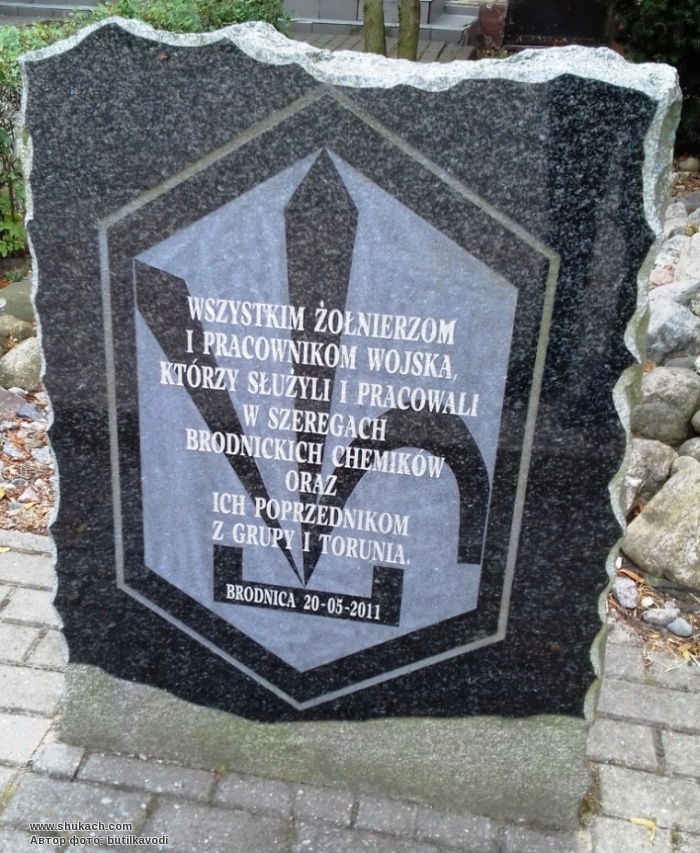 WSZYSTKIM ŻOŁNIERZOM
I PRACOWNIKOM WOJSKA,
KTÓRZY SŁUŻYLI I PRACOWALI
W SZEREGACH
BRODNICKICH CHEMIKÓW
ORAZ
ICH POPRZEDNIKOM
Z GRUPY I TORUNIA.
BRODNICA 20-05-2011
www.shukach.com
Автор фото: butilkavodi